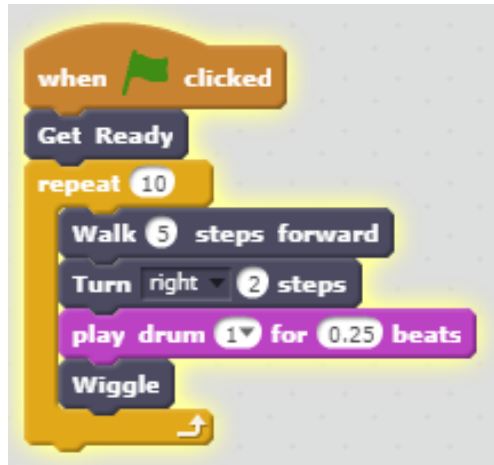 when clicked
Get Ready
repeat 10
Walk 5 steps forward
Turn right 2 steps
play drum 1 for 0.25 beats
Wiggle